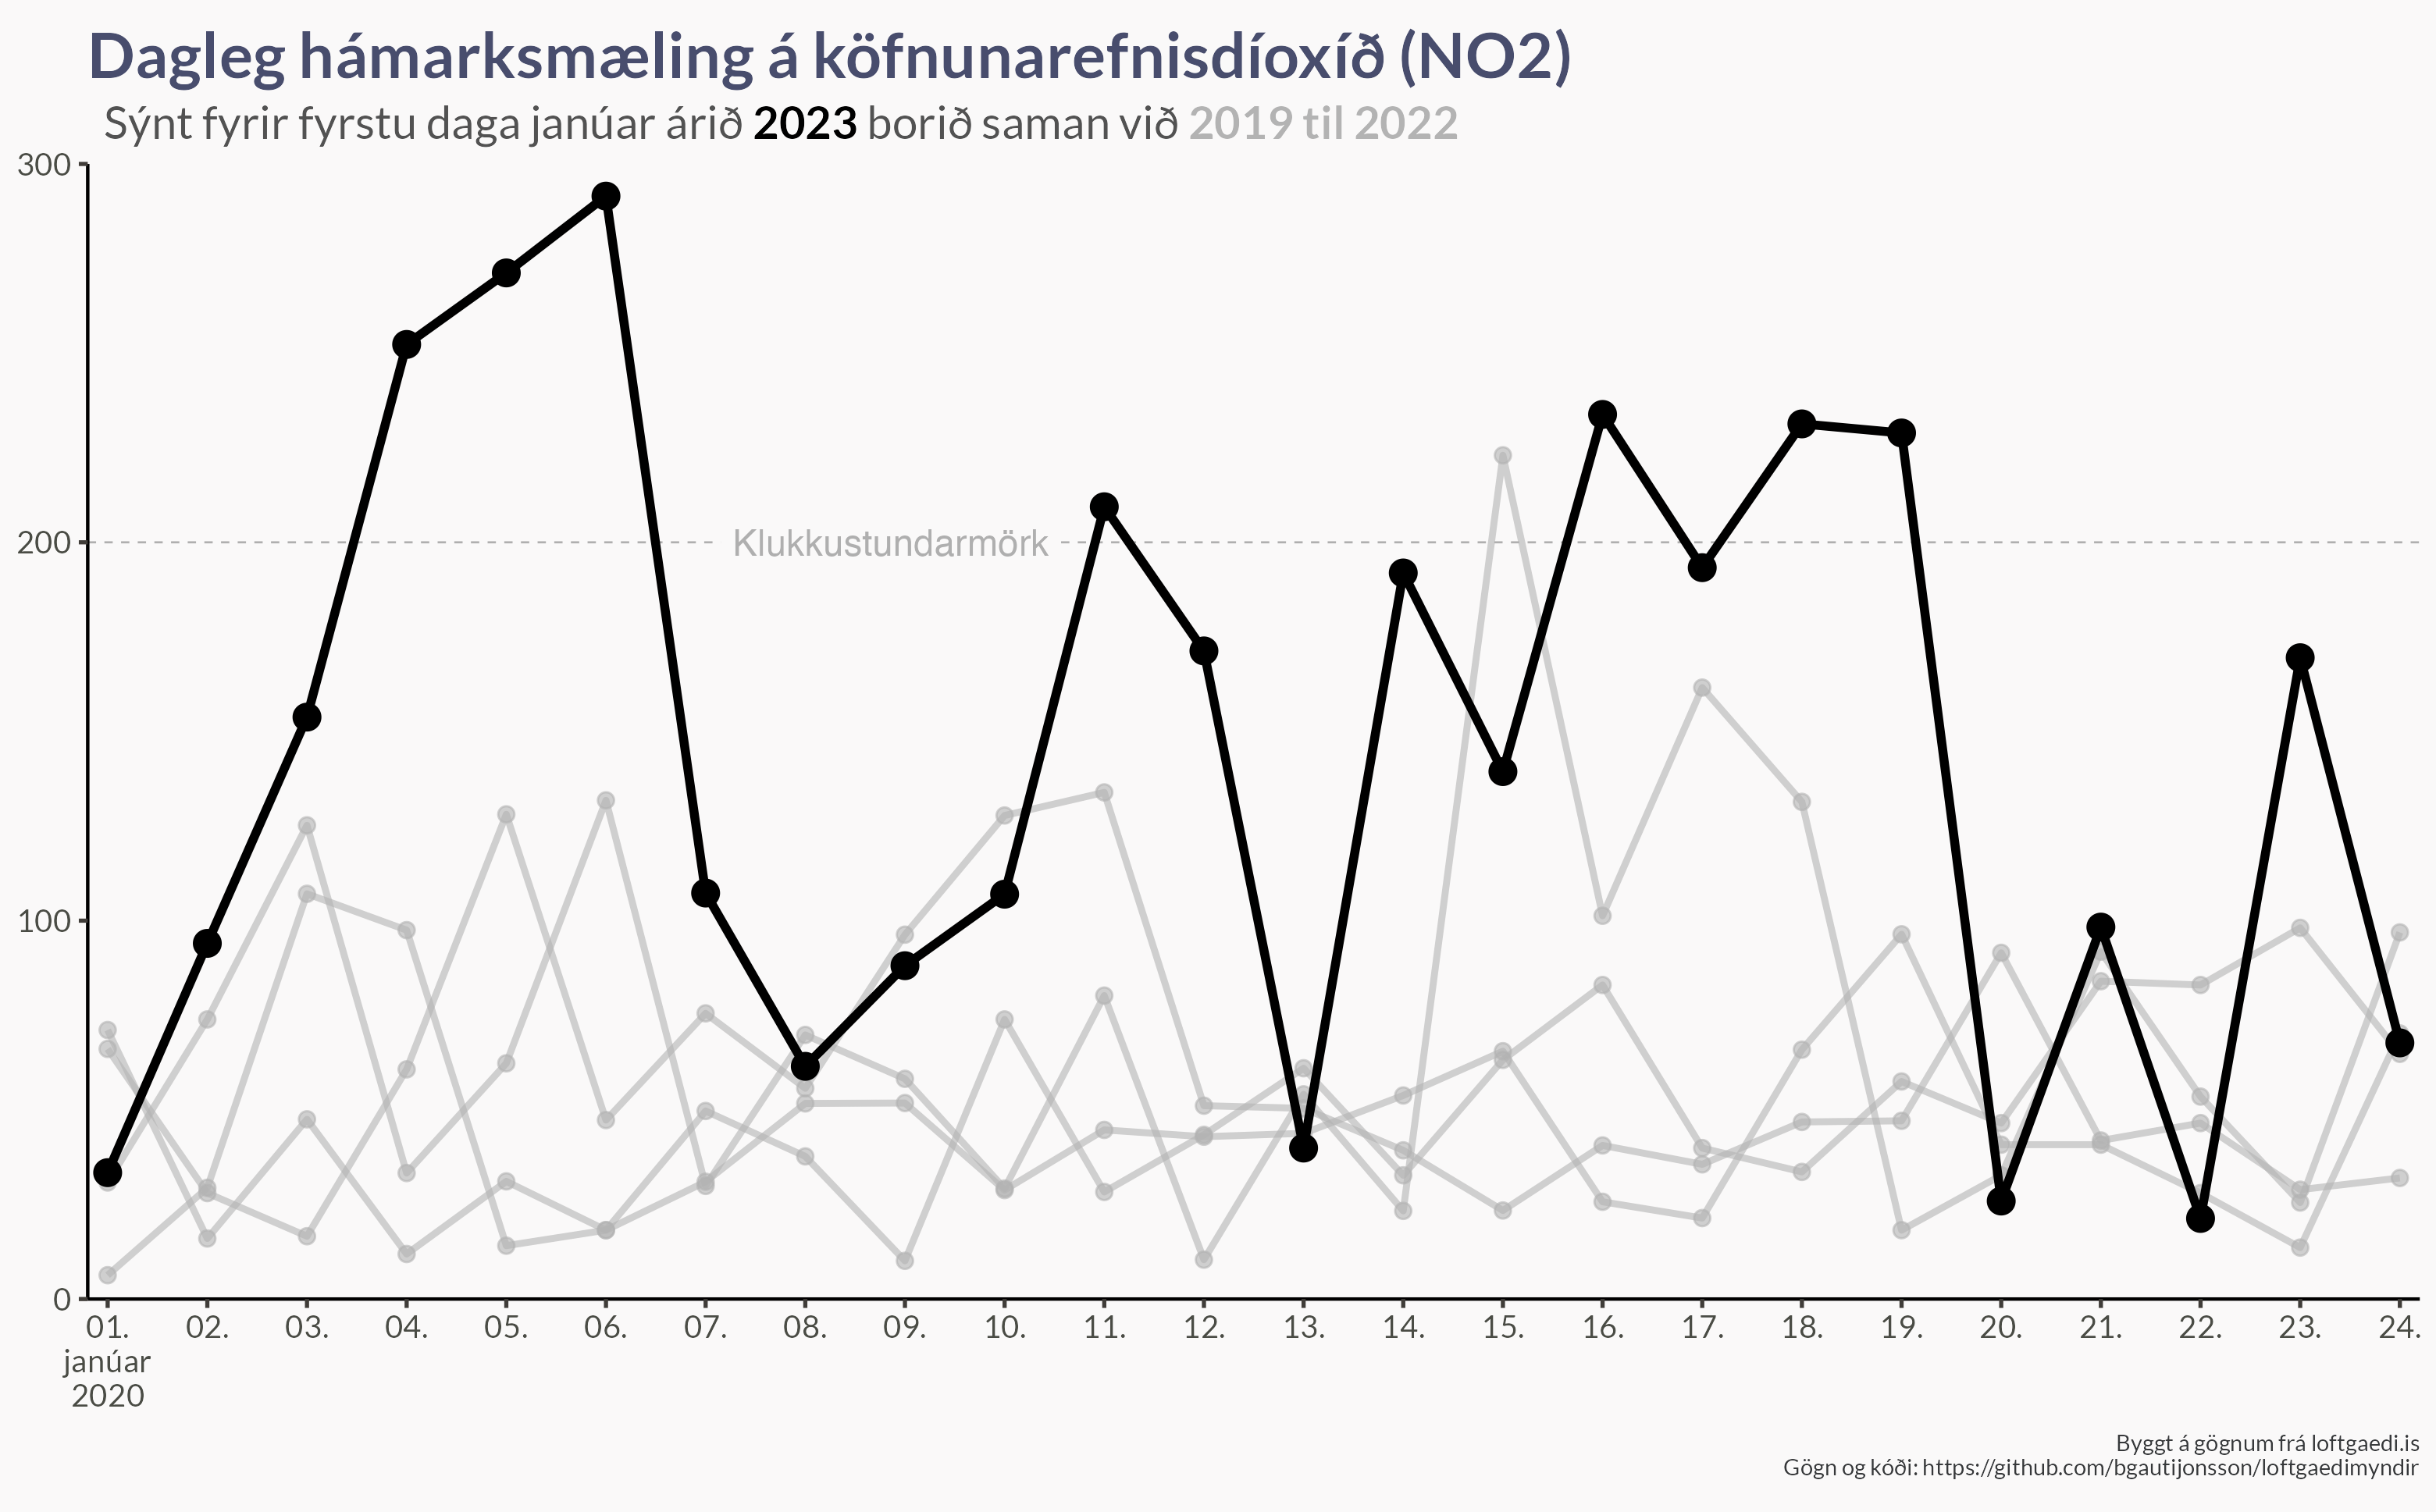 Dagleg hámarksmæling á köfnunarefnisdíoxíð (NO2)
Sýnt fyrir fyrstu daga janúar árið 2023 borið saman við 2019 til 2022
300
200
Klukkustundarmörk
100
0
01. 02. 03. 04. 05. 06. 07. 08. 09. 10. 11. 12. 13. 14. 15. 16. 17. 18. 19. 20. 21. 22. 23. 24.
janúar
2020
Byggt á gögnum frá loftgaedi.is
Gögn og kóði: https://github.com/bgautijonsson/loftgaedimyndir